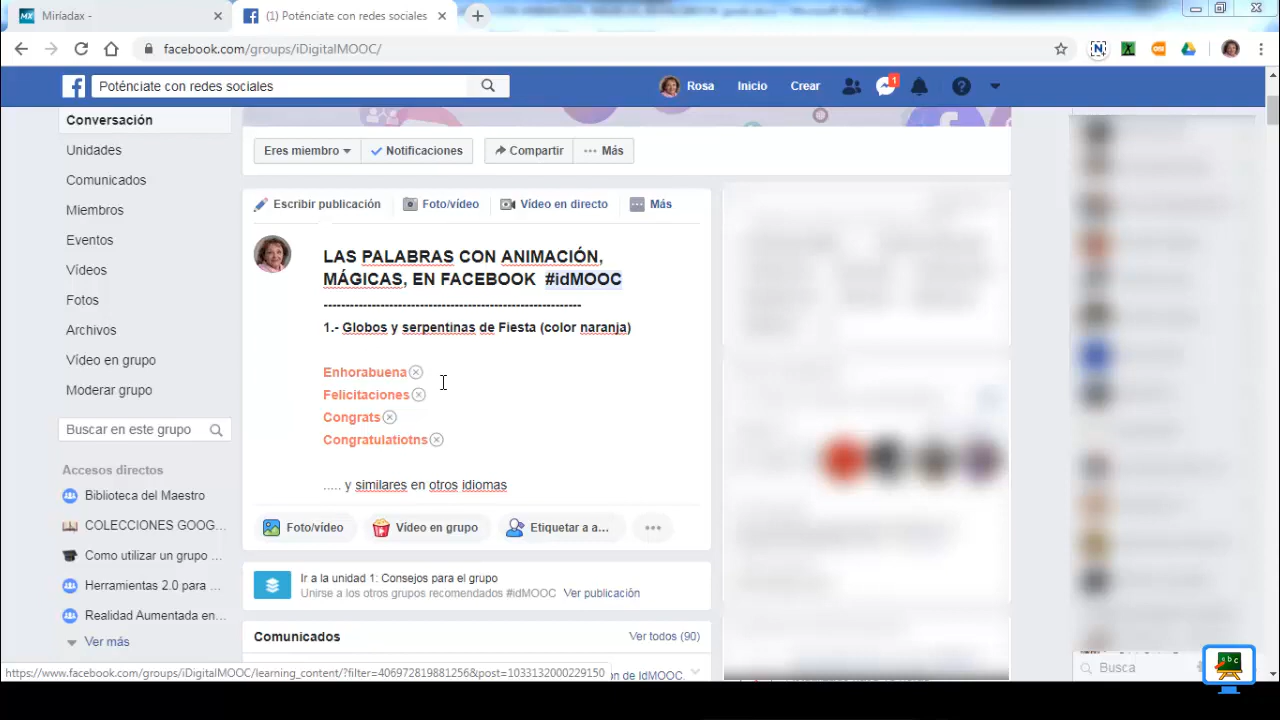 Miríadax -
(1) Poténciate con redes sociales
facebook.com/groups/iDigitalMOOC/
Poténciate con redes sociales
Rosa
Inicio
Crear
1
Conversación
Unidades
Comunicados
Miembros
Eventos
Vídeos
Fotos
Archivos
Vídeo en grupo
Moderar grupo
Buscar en este grupo
Accesos directos
Biblioteca del Maestro
COLECCIONES GOOG...
Como utilizar un grupo ...
Herramientas 2.0 para ...
Realidad Aumentada en...
Ver más
Eres miembro
Notificaciones
Compartir
Más
Escribir publicación
Foto/vídeo
Vídeo en directo
Más
LAS PALABRAS CON ANIMACIÓN,
MÁGICAS, EN FACEBOOK #idMOOC
----------------------------------------------------------
1.- Globos y serpentinas de Fiesta (color naranja)
Enhorabuena
Felicitaciones
Congrats
Congratulatiotns
..... y similares en otros idiomas
Foto/vídeo
Vídeo en grupo
Etiquetar a a...
Ir a la unidad 1: Consejos para el grupo
Unirse a los otros grupos recomendados #idMOOC
Ver publicación
Comunicados
Ver todos (90)
https://www.facebook.com/groups/iDigitalMOOC/learning_content/?filter=406972819881256&post=1033132000229150
ón de IdMOOC.
Busca
abc